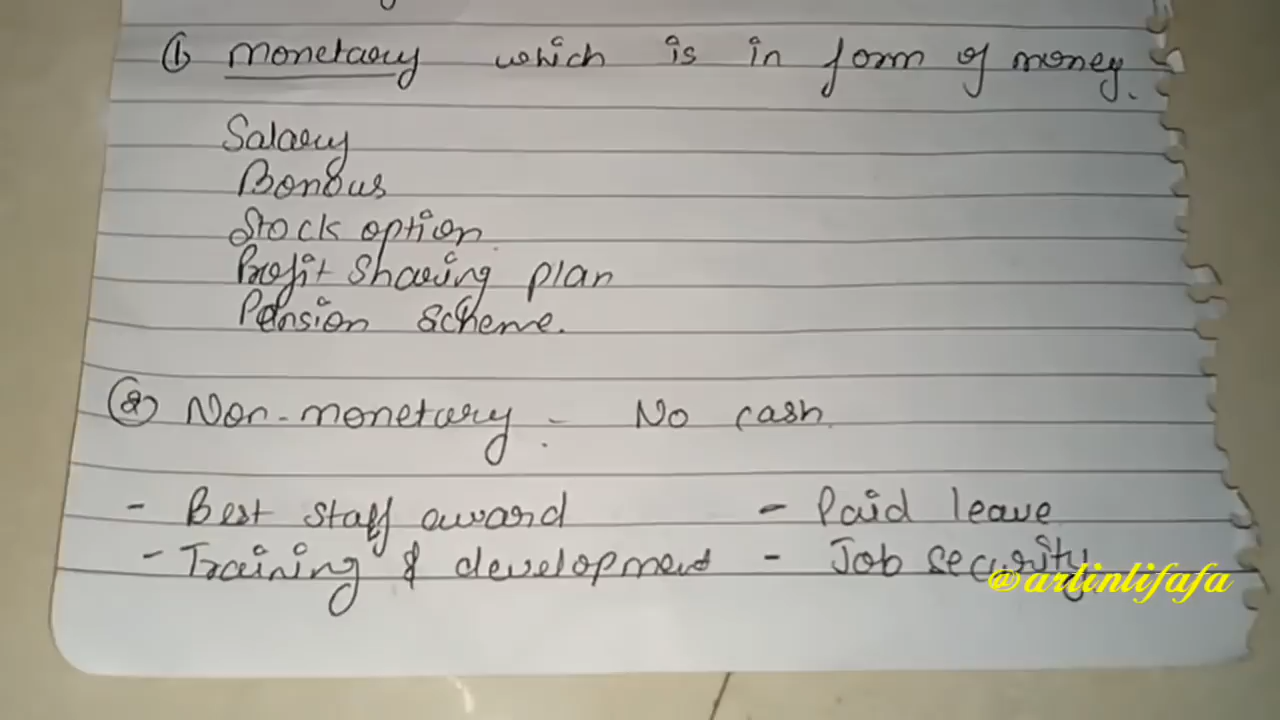 ① monetary which is in form of money.
Salary
Bonous
Stock option
Profit Sharing plan
Pension Scheme.
② Non-monetary - No cash
- Best staff award - Paid leave
- Training & development - Job security
@artinlifafa